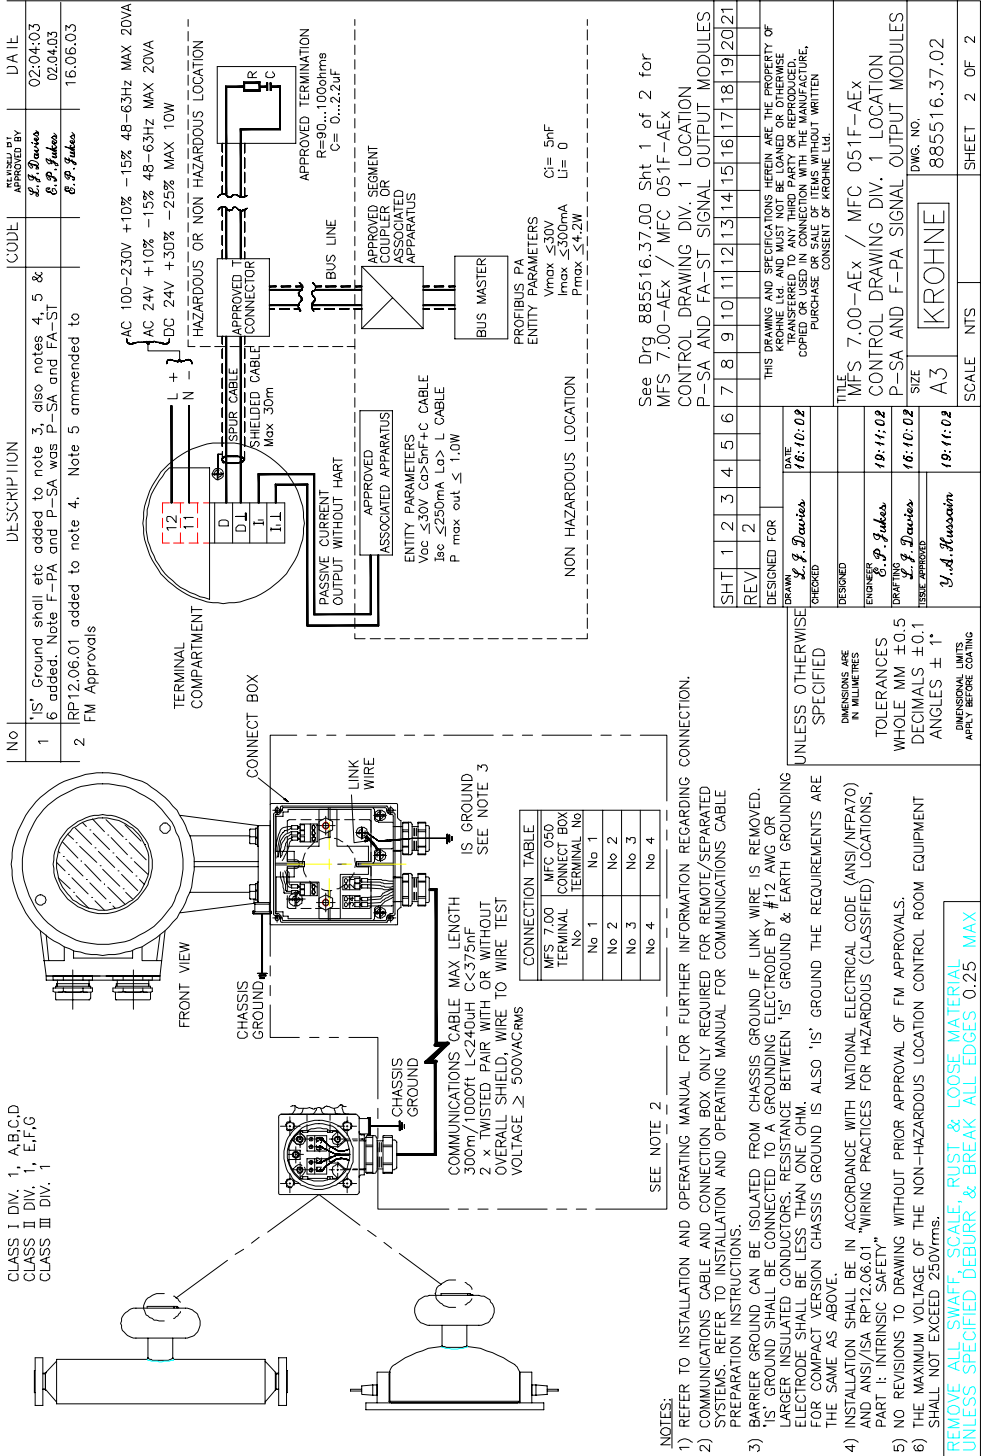 No DESCRIPTION CODE REVISED BY APPROVED BY DATE
1 'IS' Ground shall etc added to note 3, also notes 4, 5 &
6 added. Note F-PA and P-SA was P-SA and FA-ST
L.J.Davies 02:04:03
E.P.Jukes 02.04.03
2 RP12.06.01 added to note 4. Note 5 ammended to
FM Approvals
E.P.Jukes 16.06.03
CLASS I DIV. 1, A,B,C,D
CLASS II DIV, 1, E,F,G
CLASS III DIV. 1
FRONT VIEW
CONNECT BOX
LINK
WIRE
CHASSIS
GROUND
IS GROUND
SEE NOTE 3
CHASSIS
GROUND
COMMUNICATIONS CABLE MAX LENGTH
300m/1000ft L<240uH C<375nF
2 x TWISTED PAIR WITH OR WITHOUT
OVERALL SHIELD, WIRE TO WIRE TEST
VOLTAGE ≥ 500VACRMS
CONNECTION TABLE
MFS 7.00 TERMINAL No
MFC 050 CONNECT BOX TERMINAL No
No 1 No 1
No 2 No 2
No 3 No 3
No 4 No 4
SEE NOTE 2
TERMINAL
COMPARTMENT
12
11
D
D⊥
I
I⊥
L +
N -
AC 100-230V +10% -15% 48-63Hz MAX 20VA
AC 24V +10% -15% 48-63Hz MAX 20VA
DC 24V +30% -25% MAX 10W
HAZARDOUS OR NON HAZARDOUS LOCATION
SPUR CABLE
SHIELDED CABLE
Max 30m
APPROVED T
CONNECTOR
BUS LINE
R
C
APPROVED TERMINATION
R=90...100ohms
C= 0...2.2uF
APPROVED SEGMENT
COUPLER OR
ASSOCIATED
APPARATUS
BUS MASTER
PROFIBUS PA
ENTITY PARAMETERS
Vmax ≤30V Ci= 5nF
Imax ≤300mA Li= 0
Pmax ≤4.2W
PASSIVE CURRENT
OUTPUT WITHOUT HART
APPROVED
ASSOCIATED APPARATUS
ENTITY PARAMETERS
Voc ≤30V Ca>5nF+C CABLE
Isc ≤250mA La> L CABLE
P max out ≤ 1.0W
NON HAZARDOUS LOCATION
NOTES:
1) REFER TO INSTALLATION AND OPERATING MANUAL FOR FURTHER INFORMATION REGARDING CONNECTION.
2) COMMUNICATIONS CABLE AND CONNECTION BOX ONLY REQUIRED FOR REMOTE/SEPARATED
SYSTEMS. REFER TO INSTALLATION AND OPERATING MANUAL FOR COMMUNICATIONS CABLE
PREPARATION INSTRUCTIONS.
3) BARRIER GROUND CAN BE ISOLATED FROM CHASSIS GROUND IF LINK WIRE IS REMOVED.
'IS' GROUND SHALL BE CONNECTED TO A GROUNDING ELECTRODE BY #12 AWG OR
LARGER INSULATED CONDUCTORS. RESISTANCE BETWEEN 'IS' GROUND & EARTH GROUNDING
ELECTRODE SHALL BE LESS THAN ONE OHM.
FOR COMPACT VERSION CHASSIS GROUND IS ALSO 'IS' GROUND THE REQUIREMENTS ARE
THE SAME AS ABOVE.
4) INSTALLATION SHALL BE IN ACCORDANCE WITH NATIONAL ELECTRICAL CODE (ANSI/NFPA70)
AND ANSI/ISA RP12.06.01 "WIRING PRACTICES FOR HAZARDOUS (CLASSIFIED) LOCATIONS,
PART I: INTRINSIC SAFETY"
5) NO REVISIONS TO DRAWING WITHOUT PRIOR APPROVAL OF FM APPROVALS.
6) THE MAXIMUM VOLTAGE OF THE NON-HAZARDOUS LOCATION CONTROL ROOM EQUIPMENT
SHALL NOT EXCEED 250Vrms.
REMOVE ALL SWARF, SCALE, RUST & LOOSE MATERIAL
UNLESS SPECIFIED DEBURR & BREAK ALL EDGES 0.25 MAX
See Drg 885516.37.00 Sht 1 of 2 for
MFS 7.00-AEx / MFC 051F-AEx
CONTROL DRAWING DIV. 1 LOCATION
P-SA AND FA-ST SIGNAL OUTPUT MODULES
SHT 1 2 3 4 5 6 7 8 9 10 11 12 13 14 15 16 17 18 19 20 21
REV 2
UNLESS OTHERWISE
SPECIFIED
DIMENSIONS ARE
IN MILLIMETRES
TOLERANCES
WHOLE MM ±0.5
DECIMALS ±0.1
ANGLES ± 1°
DIMENSIONAL LIMITS
APPLY BEFORE COATING
DESIGNED FOR
DRAWN L.J.Davies DATE 16:10:02
CHECKED
DESIGNED
ENGINEER E.P.Jukes 19:11:02
DRAFTING L.J.Davies 16:10:02
ISSUE APPROVED Y.A.Hussain 19:11:02
THIS DRAWING AND SPECIFICATIONS HEREIN ARE THE PROPERTY OF
KROHNE Ltd. AND MUST NOT BE LOANED OR OTHERWISE
TRANSFERRED TO ANY THIRD PARTY OR REPRODUCED,
COPIED OR USED IN CONNECTION WITH THE MANUFACTURE,
PURCHASE OR SALE OF ITEMS WITHOUT WRITTEN
CONSENT OF KROHNE Ltd.
TITLE
MFS 7.00-AEx / MFC 051F-AEx
CONTROL DRAWING DIV. 1 LOCATION
P-SA AND F-PA SIGNAL OUTPUT MODULES
SIZE A3
KROHNE
DWG. NO. 885516.37.02
SCALE NTS
SHEET 2 OF 2